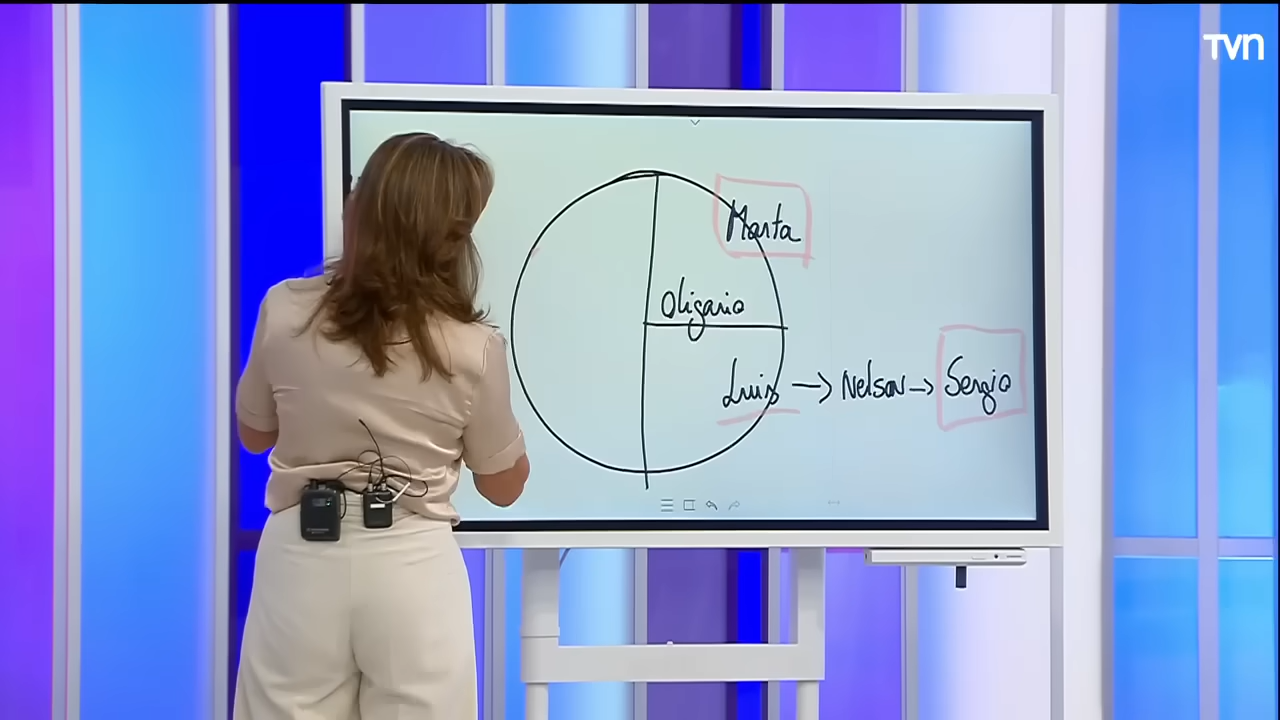 TVN
Marta
Oligario
Luis → Nelson → Sergio